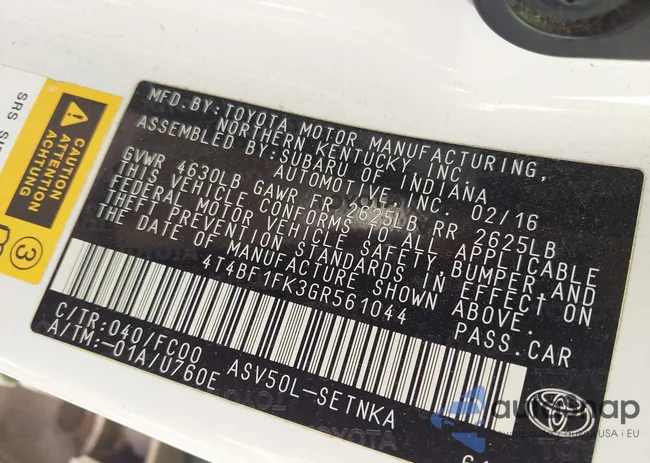 MFD. BY: TOYOTA MOTOR MANUFACTURING,
NORTHERN KENTUCKY INC.
ASSEMBLED BY: SUBARU OF INDIANA
AUTOMOTIVE, INC. 02/16
GVWR 4630LB GAWR FR 2625LB RR 2625LB
THIS VEHICLE CONFORMS TO ALL APPLICABLE
FEDERAL MOTOR VEHICLE SAFETY, BUMPER, AND
THEFT PREVENTION STANDARDS IN EFFECT ON
THE DATE OF MANUFACTURE SHOWN ABOVE.
4T4BF1FK3GR561044 PASS. CAR
C/TR: 040/FC00 ASV50L-SETNKA
A/TM: -01A/U760E
CAUTION
ATTENTION
ACHTUNG
3
SRS
TOYOTA
autosnap